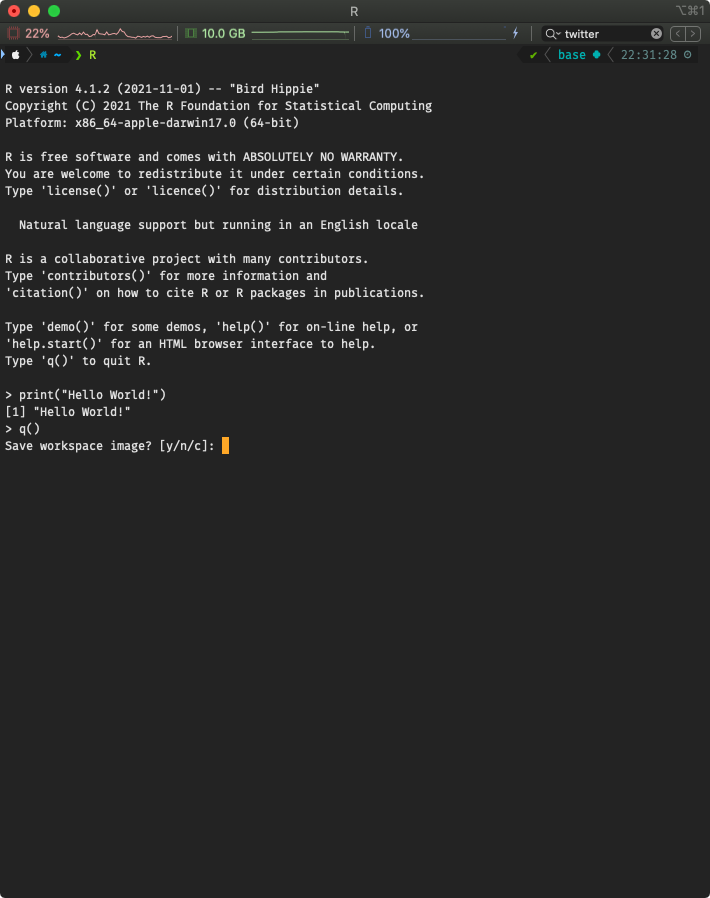 R
⌥⌘1
22% 10.0 GB 100% twitter
~ ❯ R ✔ base 22:31:28
R version 4.1.2 (2021-11-01) -- "Bird Hippie"
Copyright (C) 2021 The R Foundation for Statistical Computing
Platform: x86_64-apple-darwin17.0 (64-bit)
R is free software and comes with ABSOLUTELY NO WARRANTY.
You are welcome to redistribute it under certain conditions.
Type 'license()' or 'licence()' for distribution details.
Natural language support but running in an English locale
R is a collaborative project with many contributors.
Type 'contributors()' for more information and
'citation()' on how to cite R or R packages in publications.
Type 'demo()' for some demos, 'help()' for on-line help, or
'help.start()' for an HTML browser interface to help.
Type 'q()' to quit R.
> print("Hello World!")
[1] "Hello World!"
> q()
Save workspace image? [y/n/c]: